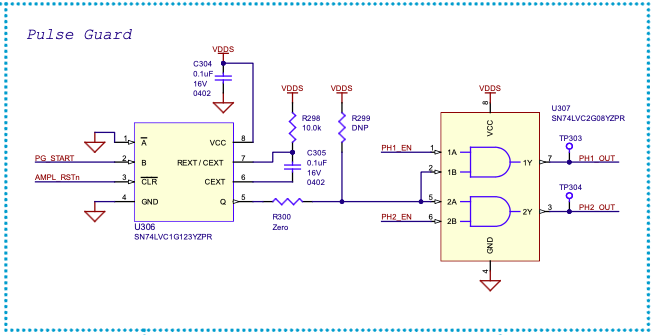 Pulse Guard
VDDS
C304
0.1uF
16V
0402
VDDS
VDDS
VDDS
R298
10.0k
R299
DNP
C305
0.1uF
16V
0402
1 A VCC 8
PG_START 2 B REXT / CEXT 7
AMPL_RSTn 3 CLR CEXT 6
4 GND Q 5
U306
SN74LVC1G123YZPR
R300
Zero
U307
SN74LVC2G08YZPR
8
VCC
PH1_EN 1 1A 1Y 7 PH1_OUT
2 1B
5 2A
PH2_EN 6 2B 2Y 3 PH2_OUT
GND
4
TP303
TP304